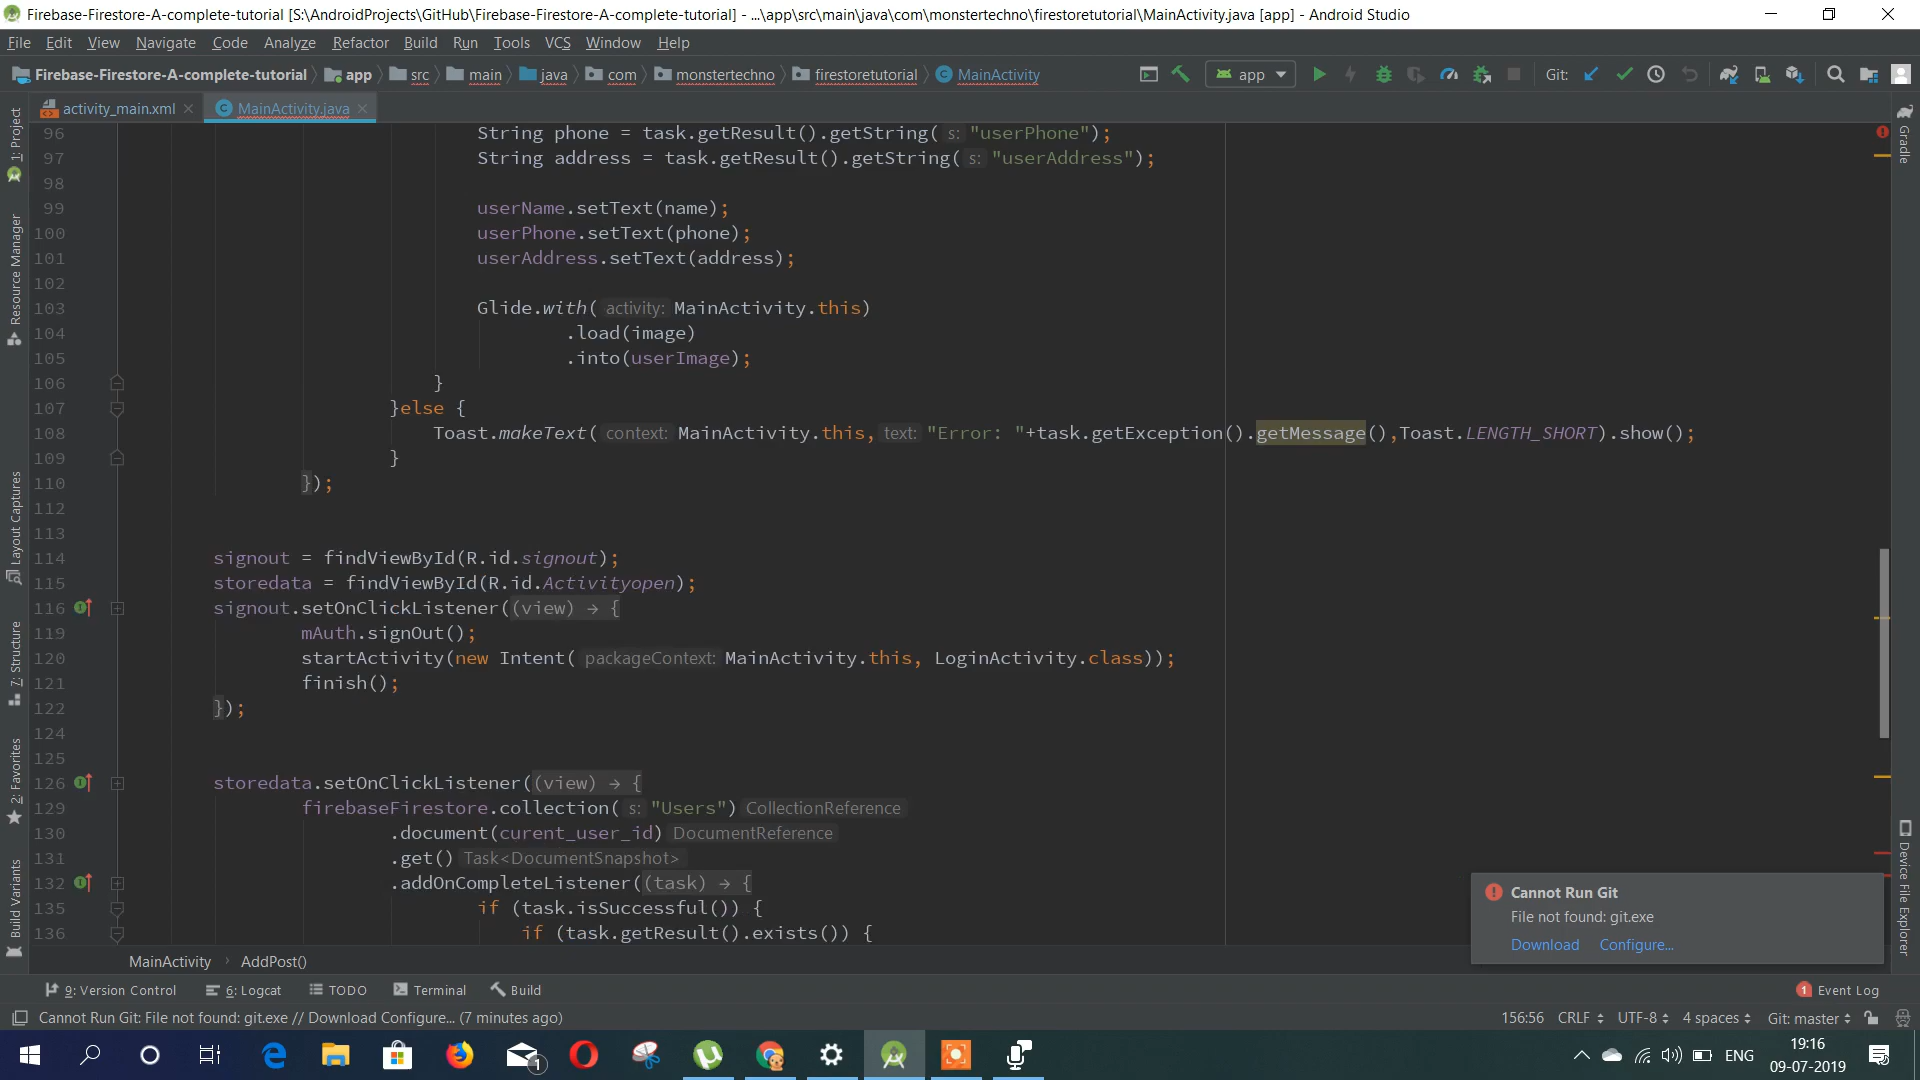 Firebase-Firestore-A-complete-tutorial [S:\AndroidProjects\GitHub\Firebase-Firestore-A-complete-tutorial] - ...\app\src\main\java\com\monstertechno\firestoretutorial\MainActivity.java [app] - Android Studio
File Edit View Navigate Code Analyze Refactor Build Run Tools VCS Window Help
Firebase-Firestore-A-complete-tutorial app src main java com monstertechno firestoretutorial MainActivity app Git:
activity_main.xml MainActivity.java
1: Project
Resource Manager
Layout Captures
7: Structure
2: Favorites
Build Variants
96 String phone = task.getResult().getString( s: "userPhone");
97 String address = task.getResult().getString( s: "userAddress");
98
99 userName.setText(name);
100 userPhone.setText(phone);
101 userAddress.setText(address);
102
103 Glide.with( activity: MainActivity.this)
104 .load(image)
105 .into(userImage);
106 }
107 }else {
108 Toast.makeText( context: MainActivity.this, text: "Error: "+task.getException().getMessage(),Toast.LENGTH_SHORT).show();
109 }
110 });
112
113
114 signout = findViewById(R.id.signout);
115 storedata = findViewById(R.id.Activityopen);
116 signout.setOnClickListener((view) → {
119 mAuth.signOut();
120 startActivity(new Intent( packageContext: MainActivity.this, LoginActivity.class));
121 finish();
122 });
124
125
126 storedata.setOnClickListener((view) → {
129 firebaseFirestore.collection( s: "Users") CollectionReference
130 .document(curent_user_id) DocumentReference
131 .get() Task<DocumentSnapshot>
132 .addOnCompleteListener((task) → {
135 if (task.isSuccessful()) {
136 if (task.getResult().exists()) {
Gradle
Device File Explorer
Cannot Run Git
File not found: git.exe
Download Configure...
MainActivity › AddPost()
9: Version Control 6: Logcat TODO Terminal Build 1 Event Log
Cannot Run Git: File not found: git.exe // Download Configure... (7 minutes ago) 156:56 CRLF UTF-8 4 spaces Git: master
1 ENG 19:16
09-07-2019